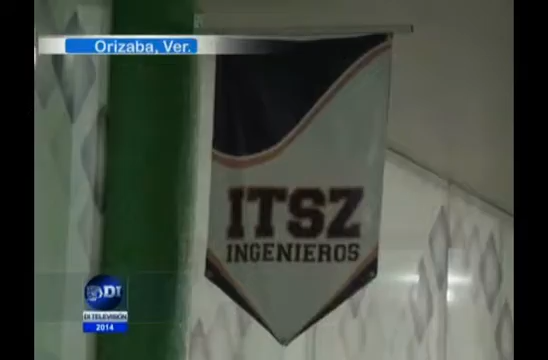 Orizaba, Ver.
ITSZ
INGENIEROS
DI
DI TELEVISIÓN
2014